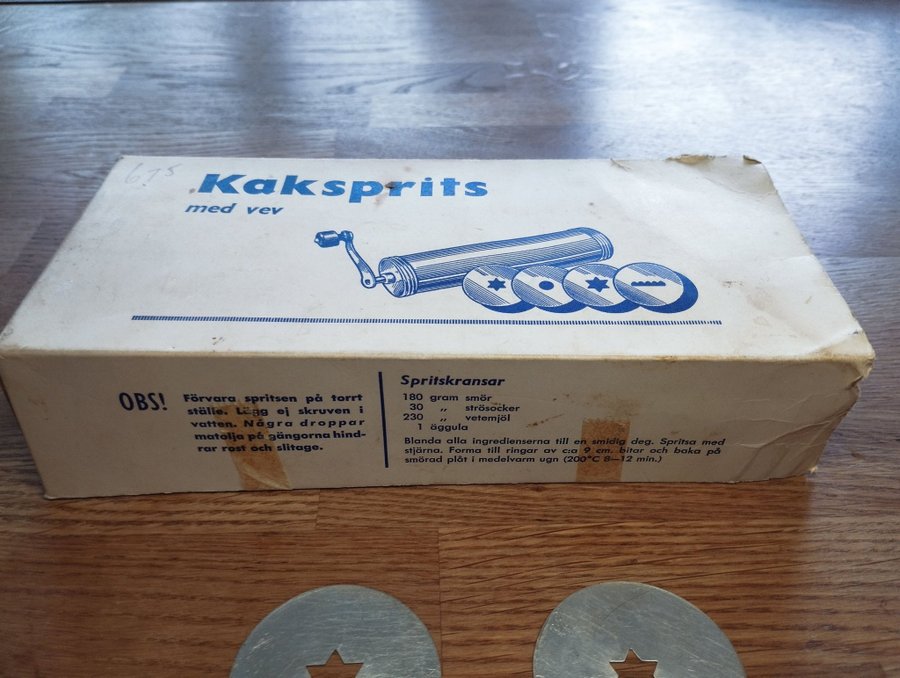 675
Kaksprits
med vev
OBS!
Förvara spritsen på torrt
ställe. Lägg ej skruven i
vatten. Några droppar
matolja på gängorna hind-
rar rost och slitage.
Spritskransar
180 gram smör
30 „ strösocker
230 „ vetemjöl
1 äggula
Blanda alla ingredienserna till en smidig deg. Spritsa med
stjärna. Forma till ringar av c:a 9 cm. bitar och baka på
smörad plåt i medelvarm ugn (200°C 8—12 min.)